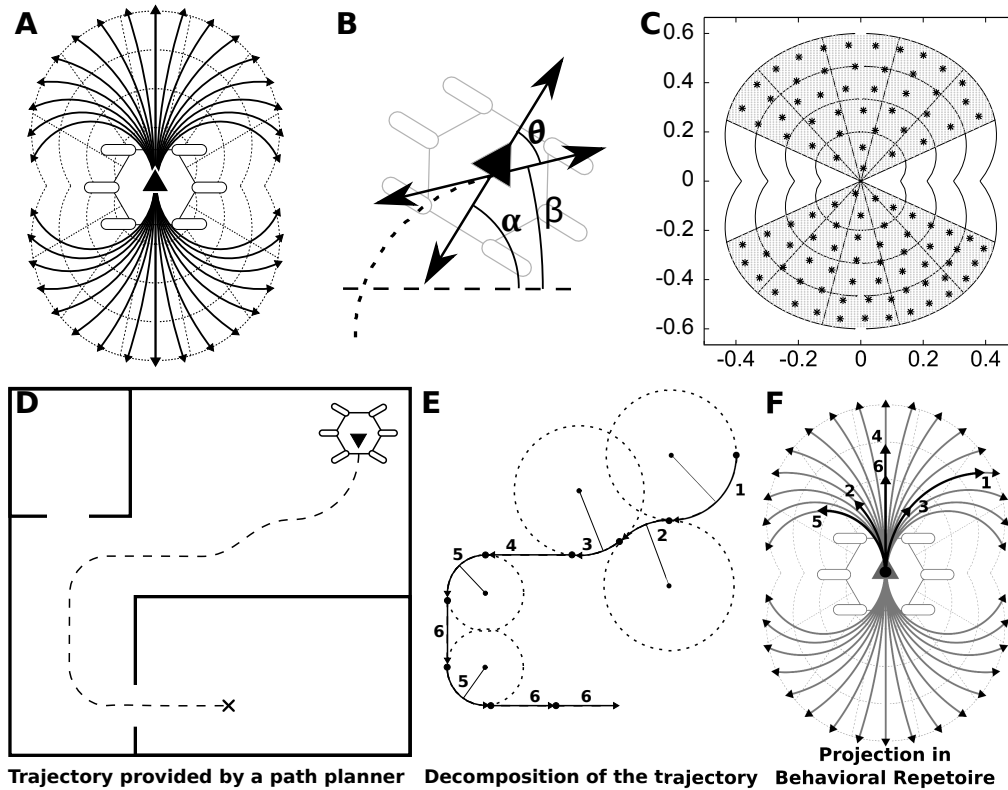 A
B
θ
α
β
C
0.6
0.4
0.2
0
-0.2
-0.4
-0.6
-0.4
-0.2
0
0.2
0.4
D
Trajectory provided by a path planner
E
1
2
3
4
5
6
5
6
6
Decomposition of the trajectory
F
4
6
1
2
3
5
Projection in
Behavioral Repetoire